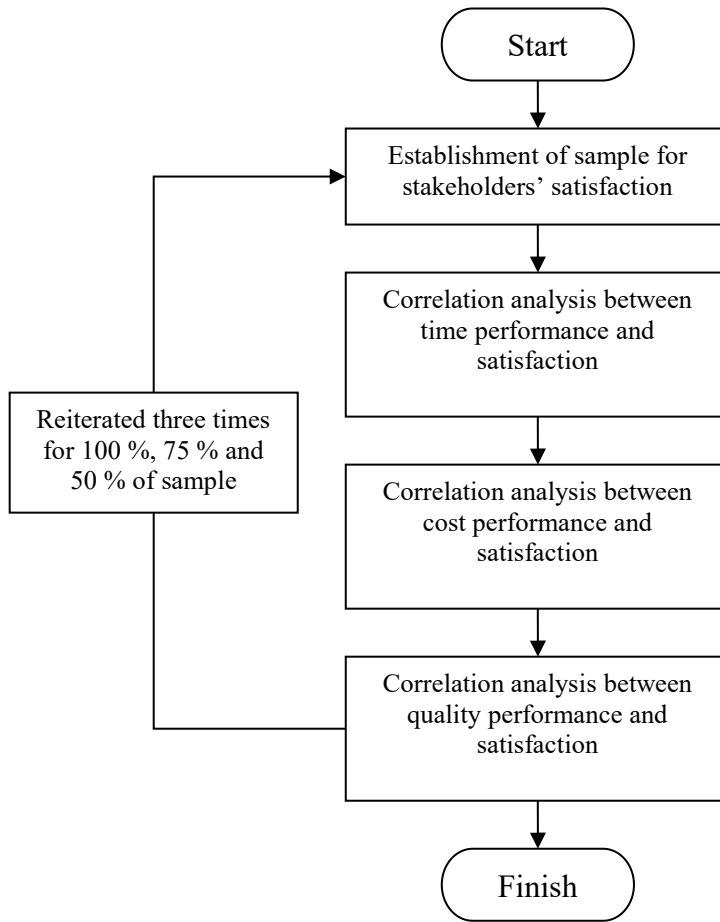 Start
Establishment of sample for
stakeholders’ satisfaction
Correlation analysis between
time performance and
satisfaction
Reiterated three times
for 100 %, 75 % and
50 % of sample
Correlation analysis between
cost performance and
satisfaction
Correlation analysis between
quality performance and
satisfaction
Finish